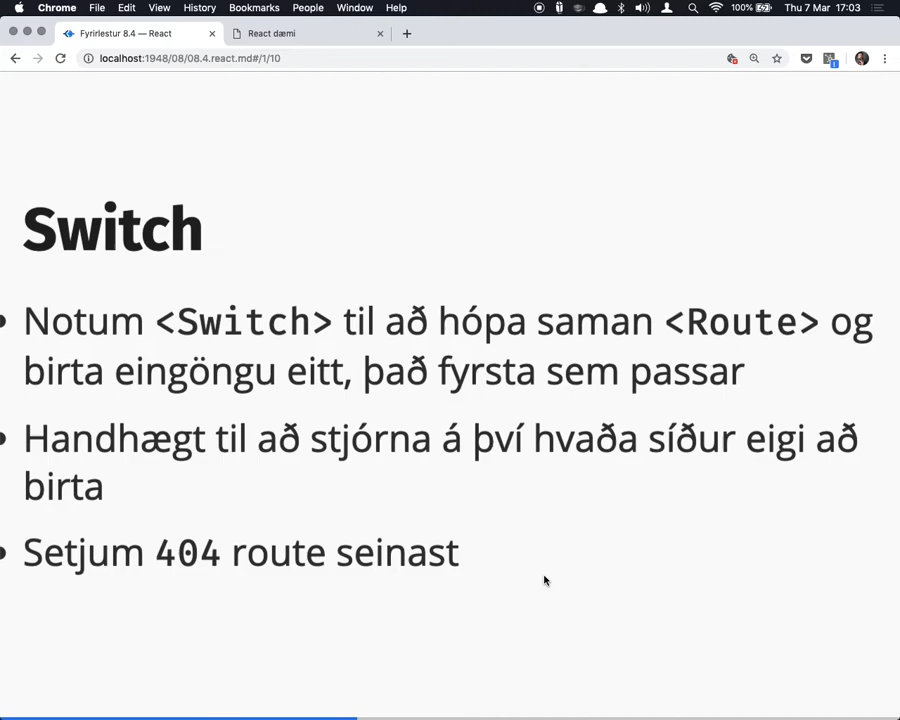 Chrome File Edit View History Bookmarks People Window Help 100% Thu 7 Mar 17:03
Fyrirlestur 8.4 — React React dæmi
localhost:1948/08/08.4.react.md#/1/10
Switch
Notum <Switch> til að hópa saman <Route> og
birta eingöngu eitt, það fyrsta sem passar
Handhægt til að stjórna á því hvaða síður eigi að
birta
Setjum 404 route seinast